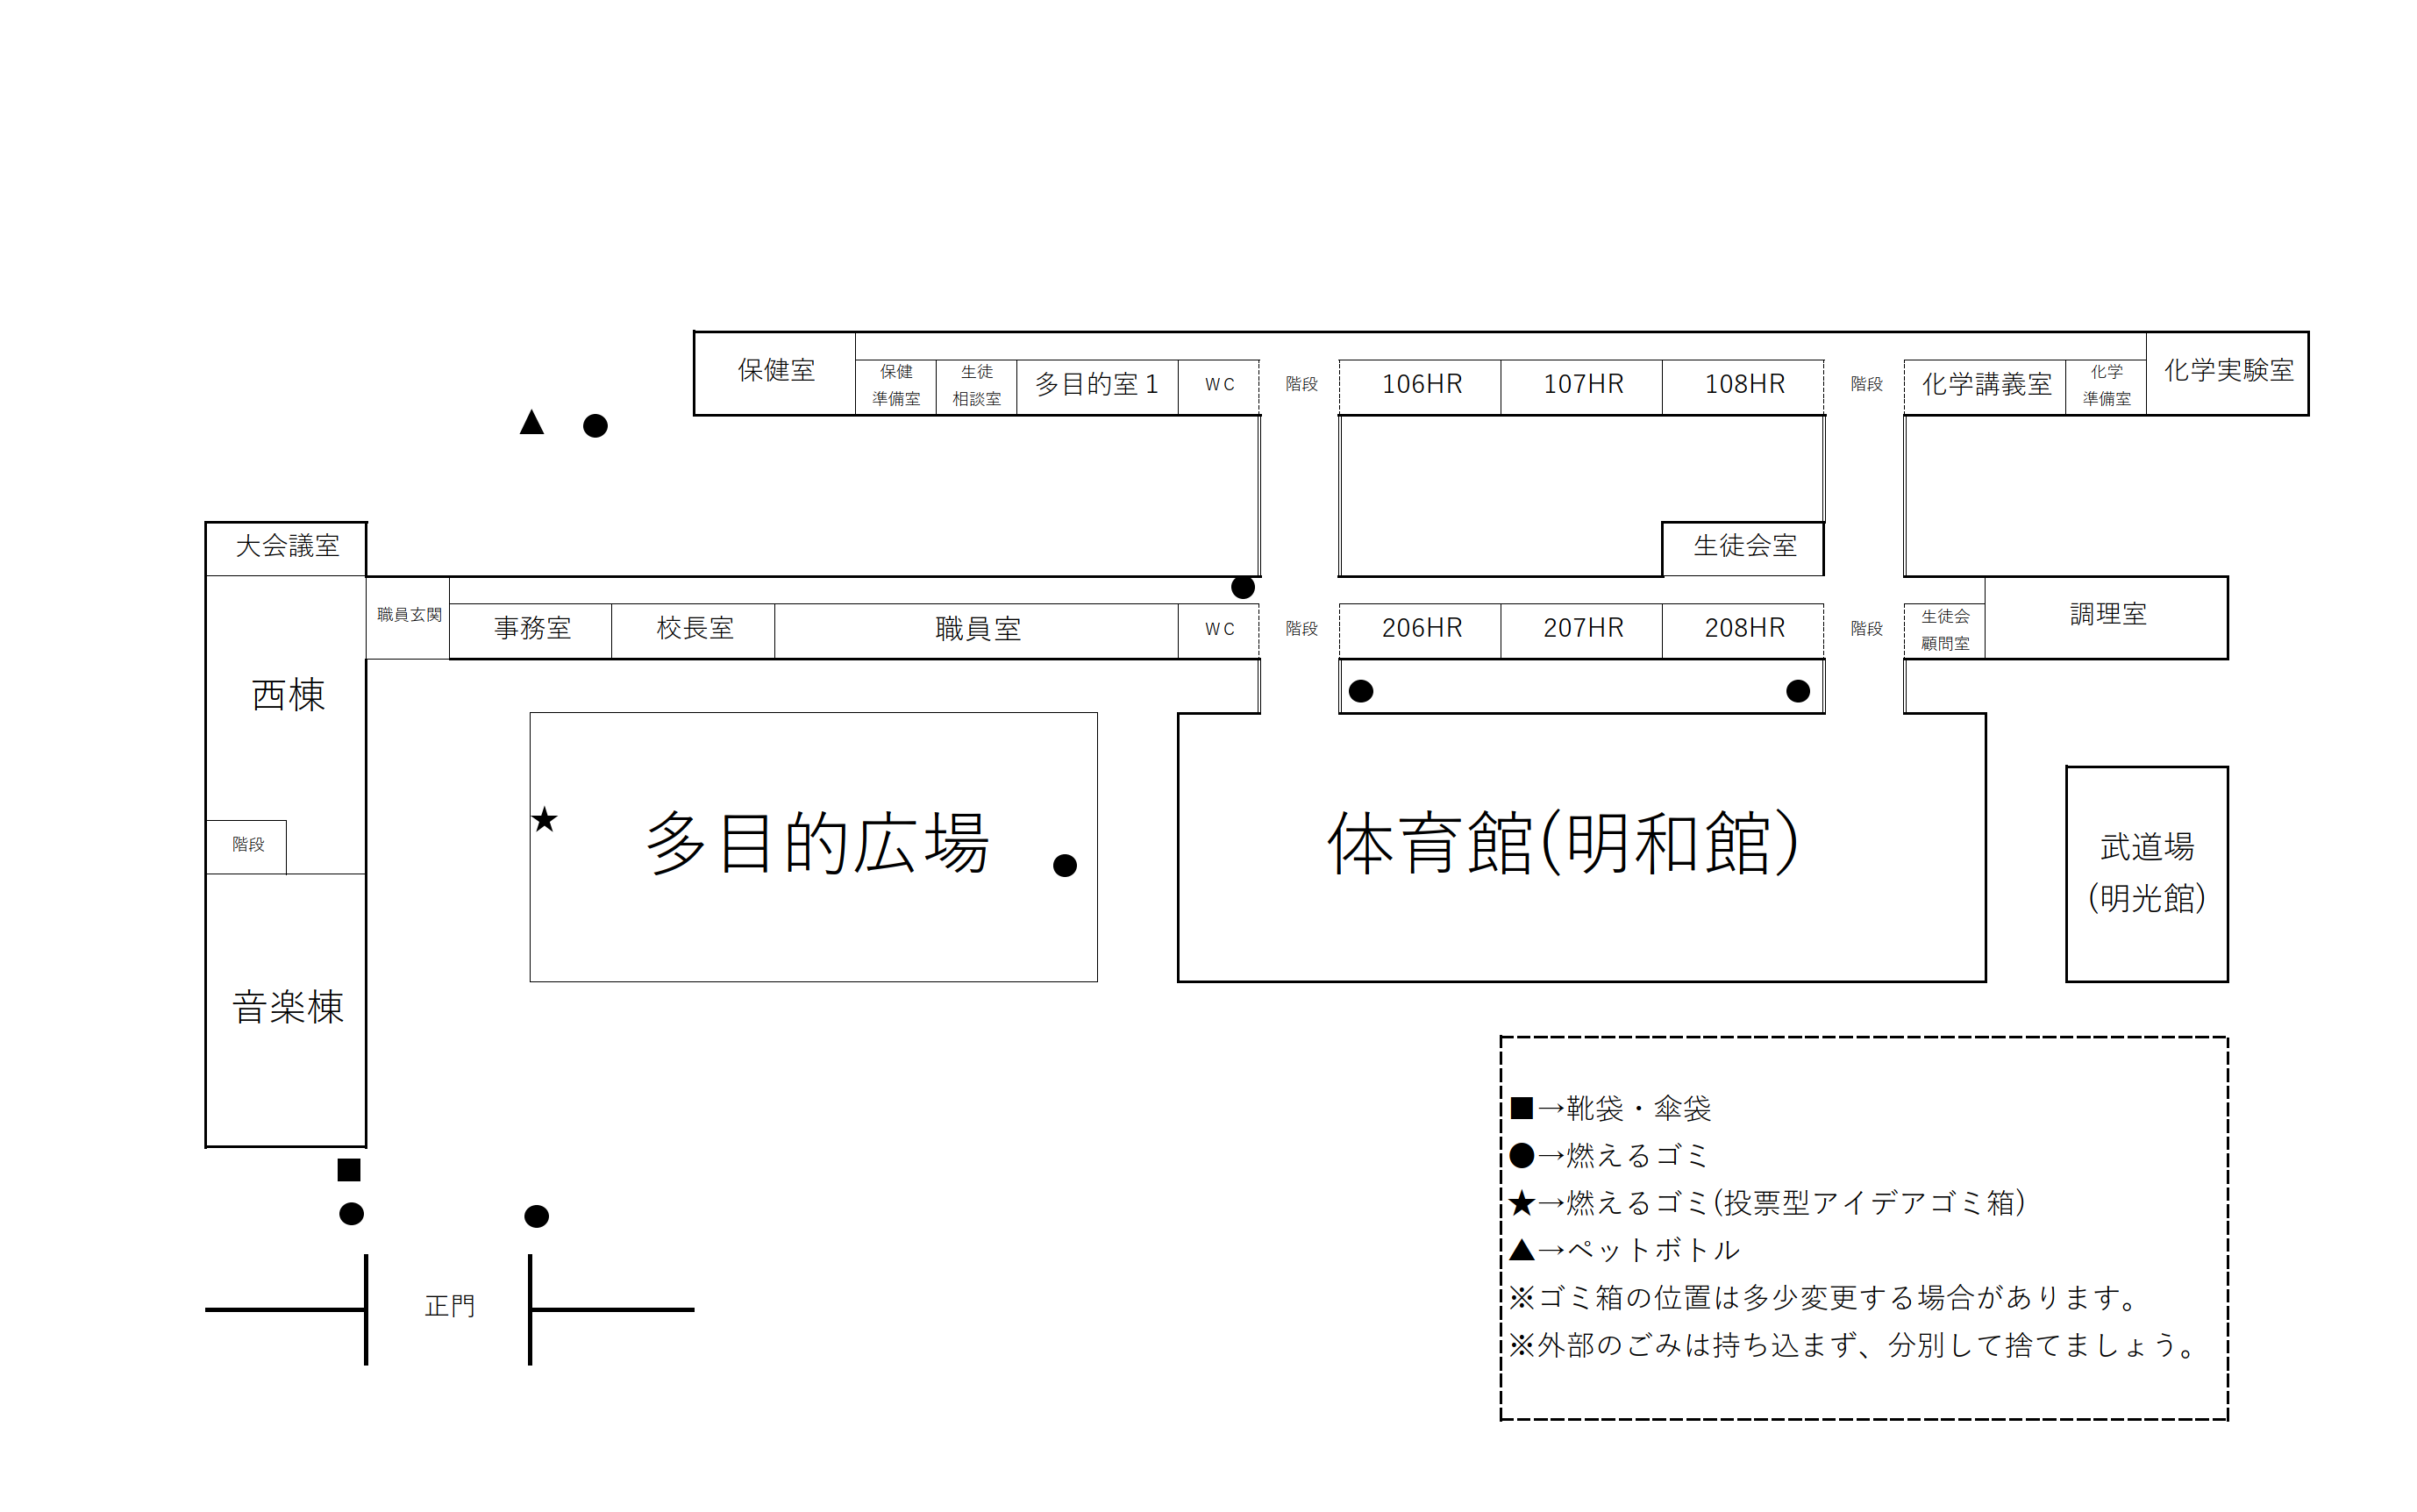 保健室
保健
準備室
生徒
相談室
多目的室１
WC
階段
106HR
107HR
108HR
階段
化学講義室
化学
準備室
化学実験室
▲ ●
大会議室
生徒会室
●
職員玄関
事務室
校長室
職員室
WC
階段
206HR
207HR
208HR
階段
生徒会
顧問室
調理室
西棟
● ●
★
多目的広場
●
体育館(明和館)
武道場
(明光館)
階段
音楽棟
■
● ●
正門
■→靴袋・傘袋
●→燃えるゴミ
★→燃えるゴミ(投票型アイデアゴミ箱)
▲→ペットボトル
※ゴミ箱の位置は多少変更する場合があります。
※外部のごみは持ち込まず、分別して捨てましょう。